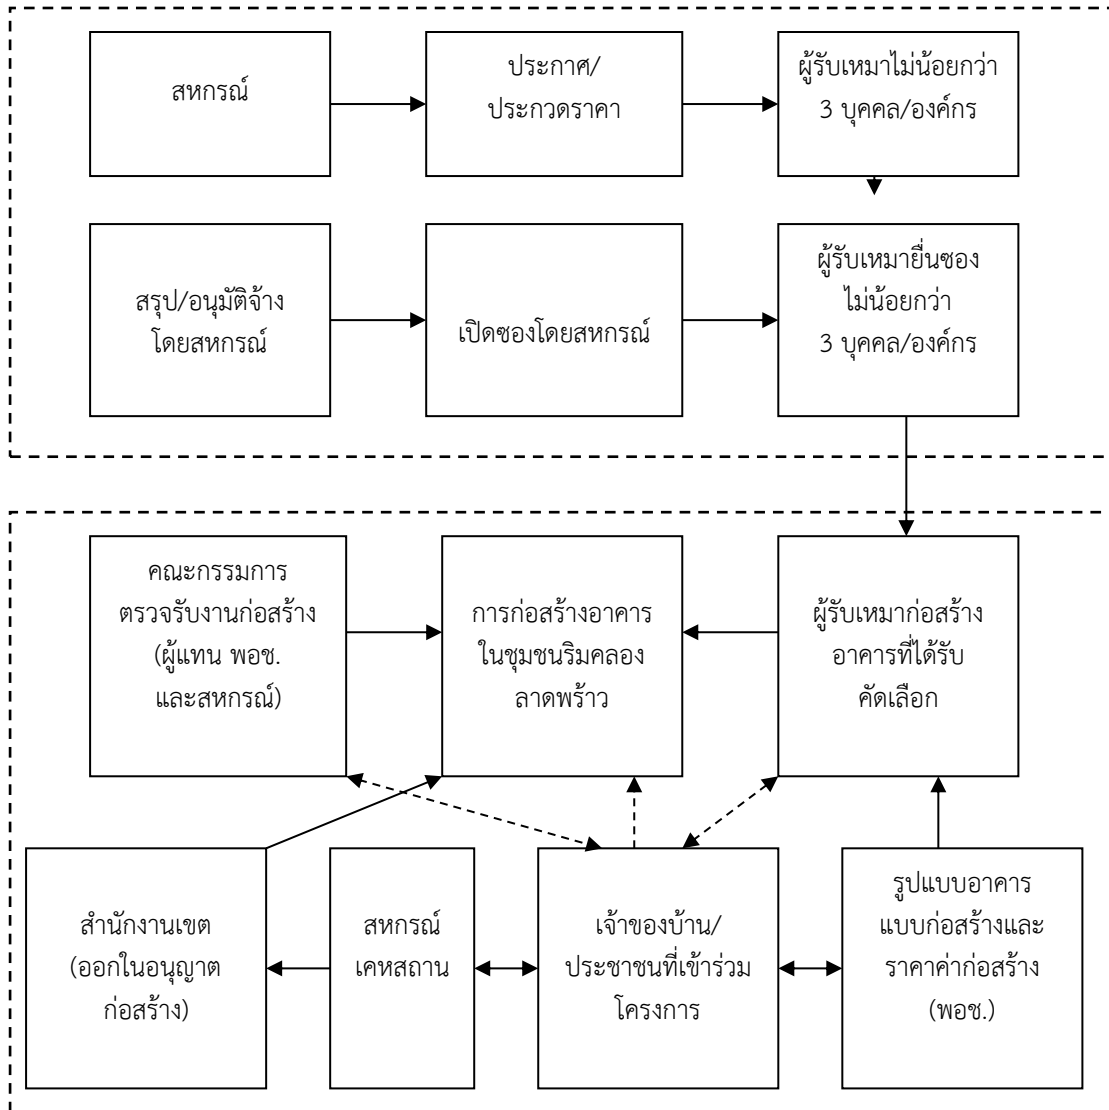 สหกรณ์
ประกาศ/
ประกวดราคา
ผู้รับเหมาไม่น้อยกว่า
3 บุคคล/องค์กร
สรุป/อนุมัติจ้าง
โดยสหกรณ์
เปิดซองโดยสหกรณ์
ผู้รับเหมายื่นซอง
ไม่น้อยกว่า
3 บุคคล/องค์กร
คณะกรรมการ
ตรวจรับงานก่อสร้าง
(ผู้แทน พอช.
และสหกรณ์)
การก่อสร้างอาคาร
ในชุมชนริมคลอง
ลาดพร้าว
ผู้รับเหมาก่อสร้าง
อาคารที่ได้รับ
คัดเลือก
สำนักงานเขต
(ออกในอนุญาต
ก่อสร้าง)
สหกรณ์
เคหสถาน
เจ้าของบ้าน/
ประชาชนที่เข้าร่วม
โครงการ
รูปแบบอาคาร
แบบก่อสร้างและ
ราคาค่าก่อสร้าง
(พอช.)